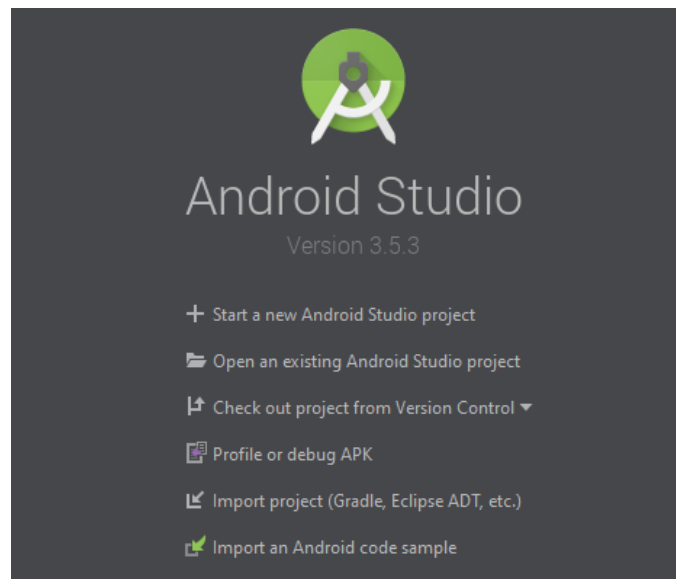 Android Studio
Version 3.5.3
Start a new Android Studio project
Open an existing Android Studio project
Check out project from Version Control
Profile or debug APK
Import project (Gradle, Eclipse ADT, etc.)
Import an Android code sample